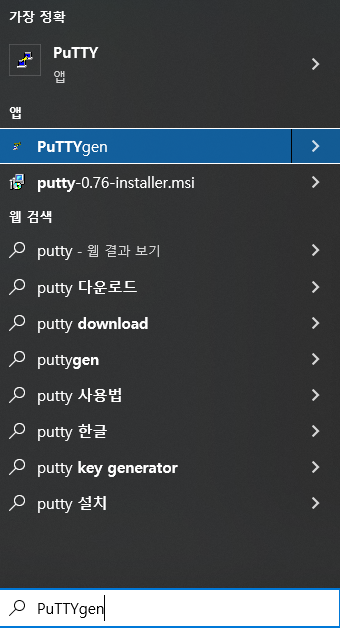 가장 정확
PuTTY
앱
앱
PuTTYgen
putty-0.76-installer.msi
웹 검색
putty - 웹 결과 보기
putty 다운로드
putty download
puttygen
putty 사용법
putty 한글
putty key generator
putty 설치
PuTTYgen